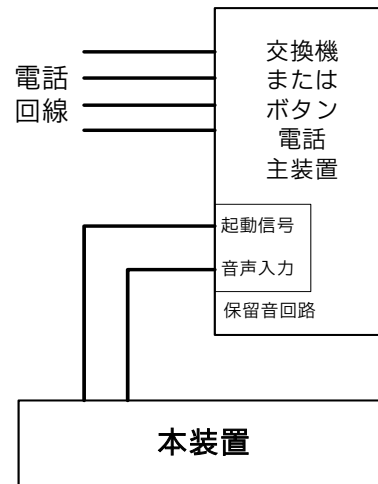 電話
回線
交換機
または
ボタン
電話
主装置
起動信号
音声入力
保留音回路
本装置